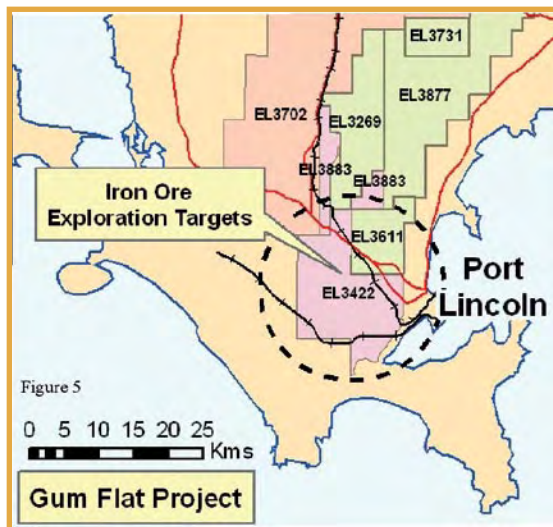 EL3731
EL3877
EL3702
EL3269
EL3883
EL3883
Iron Ore
Exploration Targets
EL3611
EL3422
Port
Lincoln
Figure 5
0 5 10 15 20 25
Kms
Gum Flat Project